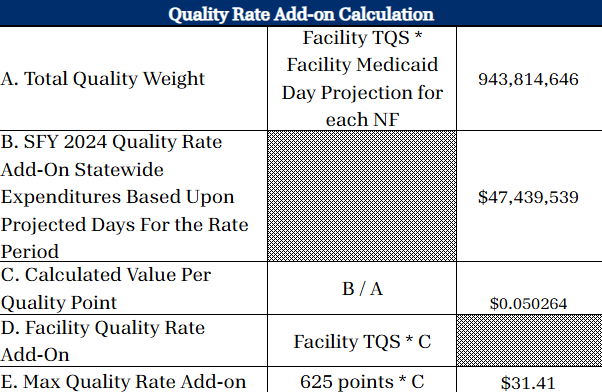 Quality Rate Add-on Calculation
A. Total Quality Weight
Facility TQS *
Facility Medicaid
Day Projection for
each NF
943,814,646
B. SFY 2024 Quality Rate
Add-On Statewide
Expenditures Based Upon
Projected Days For the Rate
Period
$47,439,539
C. Calculated Value Per
Quality Point
B / A
$0.050264
D. Facility Quality Rate
Add-On
Facility TQS * C
E. Max Quality Rate Add-on
625 points * C
$31.41